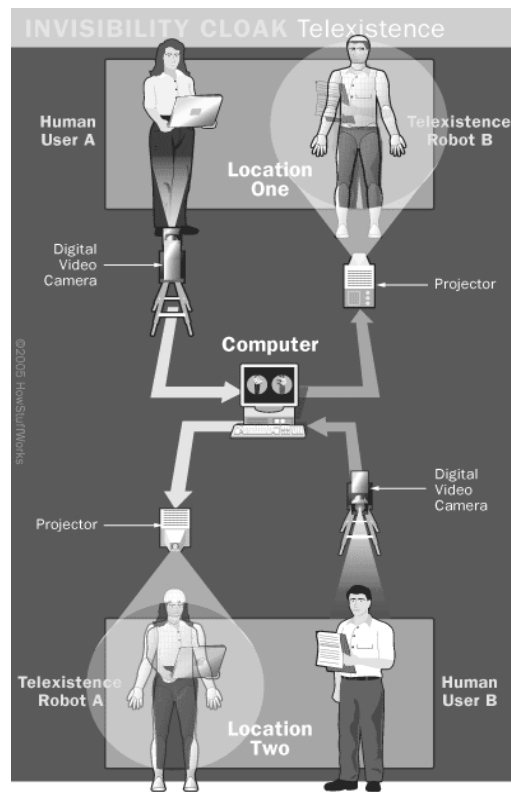 INVISIBILITY CLOAK Telexistence
Human
User A
Telexistence
Robot B
Location
One
Digital
Video
Camera
Projector
Computer
©2005 HowStuffWorks
Digital
Video
Camera
Projector
Telexistence
Robot A
Human
User B
Location
Two